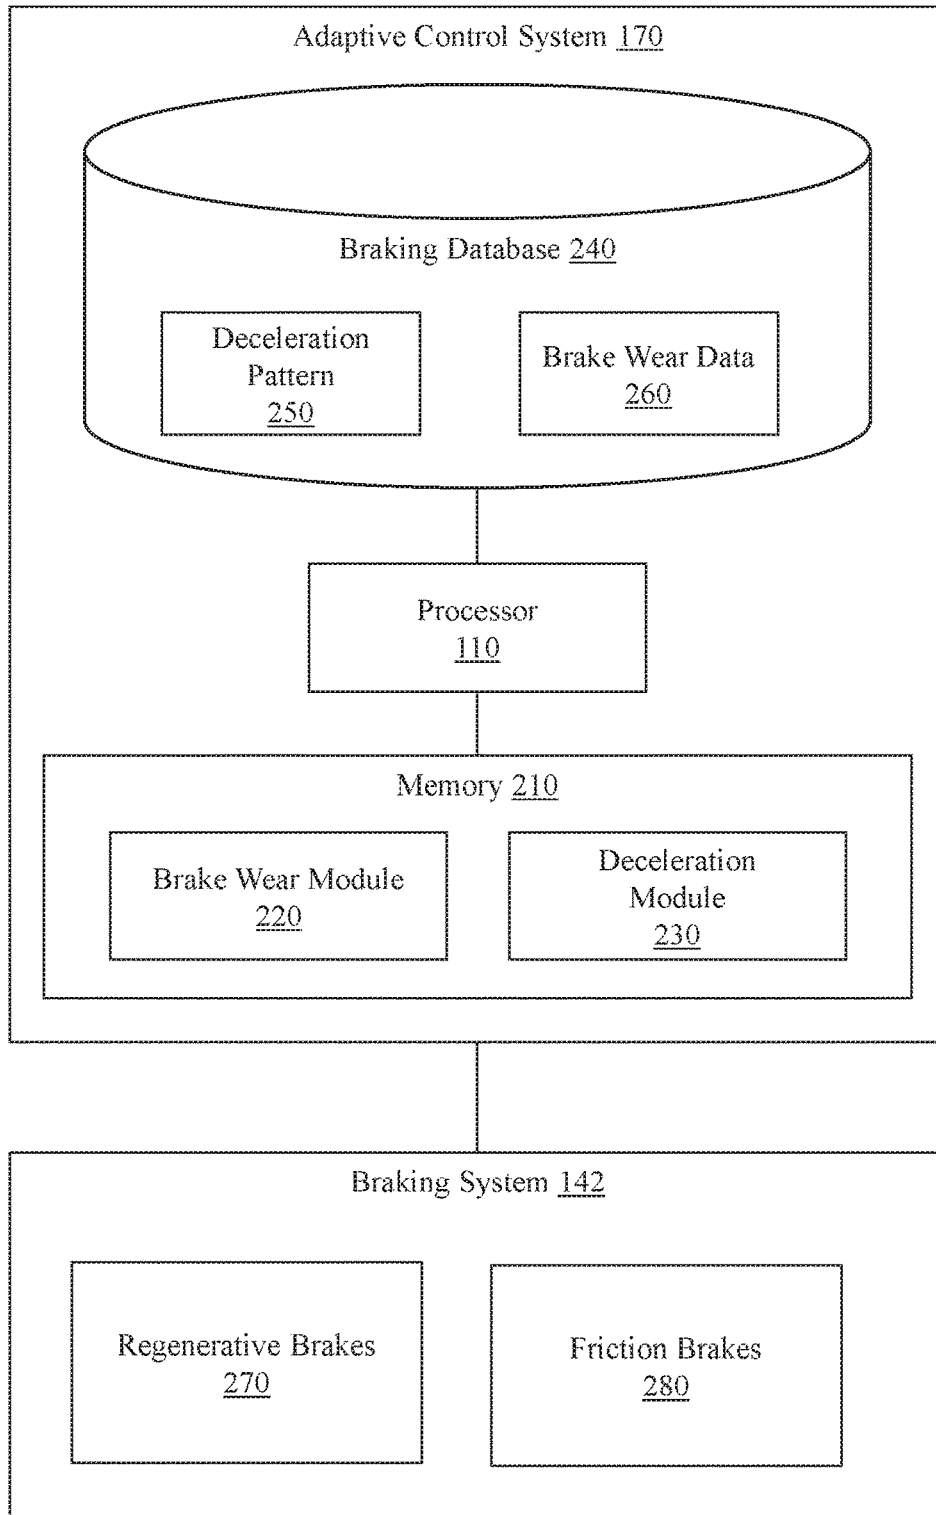 Adaptive Control System 170
Braking Database 240
Deceleration
Pattern
250
Brake Wear Data
260
Processor
110
Memory 210
Brake Wear Module
220
Deceleration
Module
230
Braking System 142
Regenerative Brakes
270
Friction Brakes
280